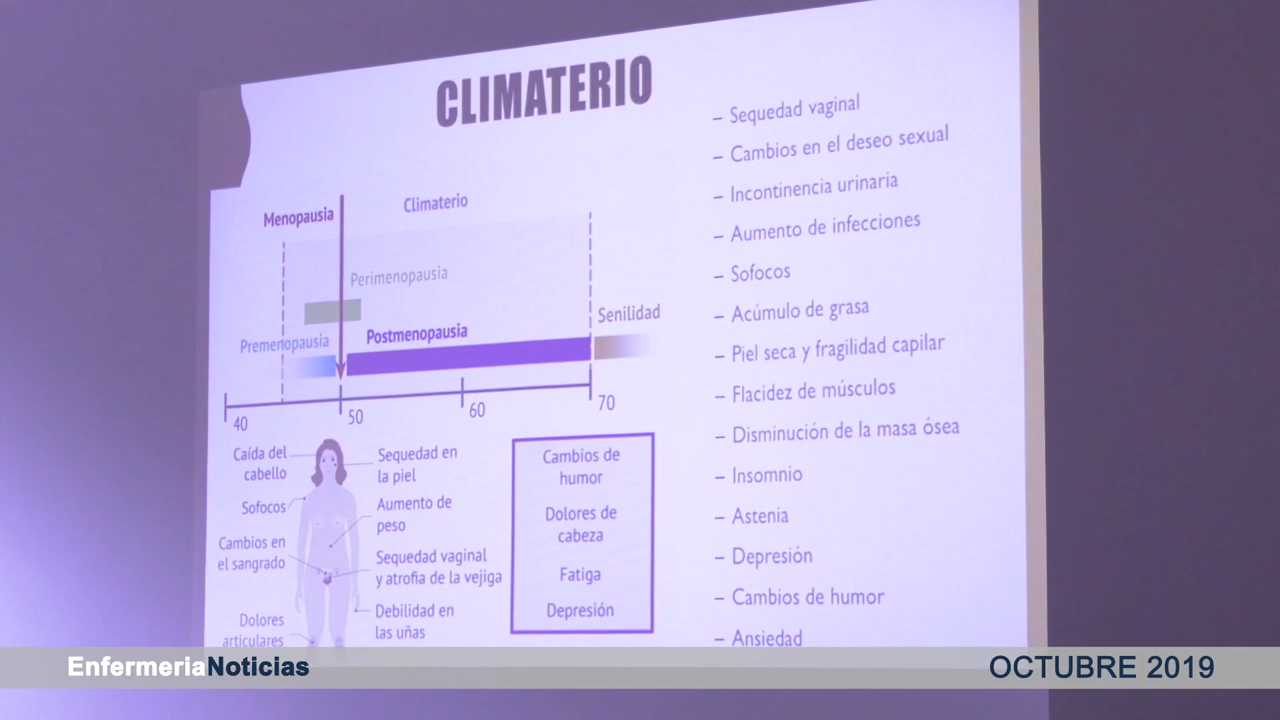 CLIMATERIO
Menopausia
Climaterio
Perimenopausia
Premenopausia
Postmenopausia
Senilidad
40
50
60
70
Caída del
cabello
Sofocos
Cambios en
el sangrado
Dolores
articulares
Sequedad en
la piel
Aumento de
peso
Sequedad vaginal
y atrofia de la vejiga
Debilidad en
las uñas
Cambios de
humor
Dolores de
cabeza
Fatiga
Depresión
– Sequedad vaginal
– Cambios en el deseo sexual
– Incontinencia urinaria
– Aumento de infecciones
– Sofocos
– Acúmulo de grasa
– Piel seca y fragilidad capilar
– Flacidez de músculos
– Disminución de la masa ósea
– Insomnio
– Astenia
– Depresión
– Cambios de humor
– Ansiedad
EnfermeriaNoticias
OCTUBRE 2019